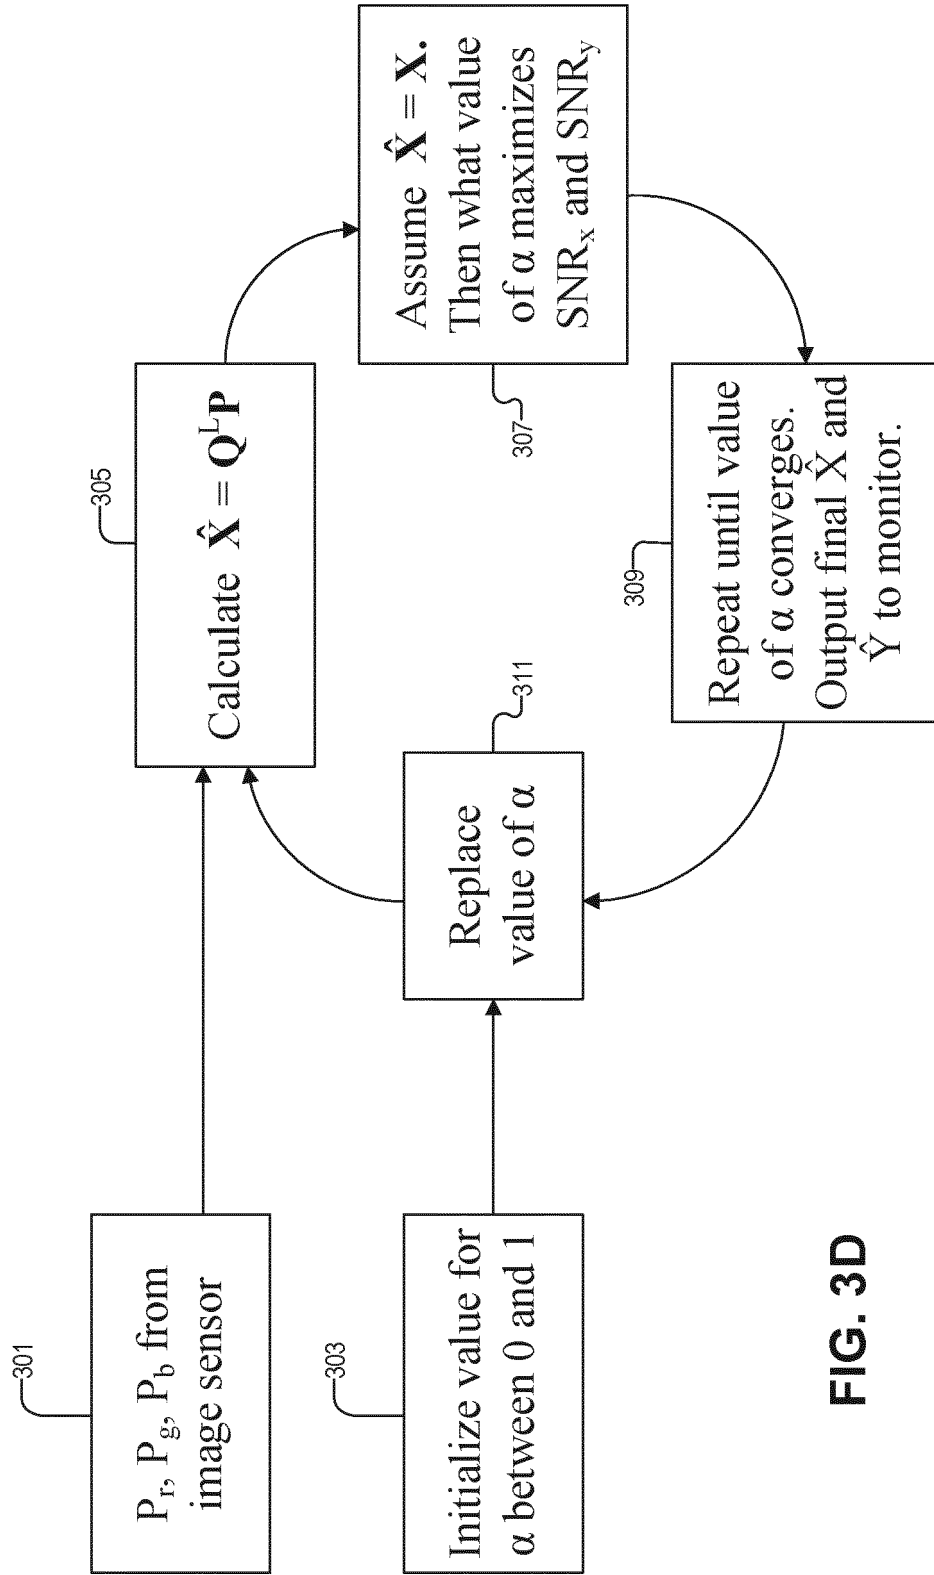 301
P_r, P_g, P_b from
image sensor
303
Initialize value for
α between 0 and 1
305
Calculate X̂ = Q^L P
307
Assume X̂ = X.
Then what value
of α maximizes
SNR_x and SNR_y
309
Repeat until value
of α converges.
Output final X̂ and
Ŷ to monitor.
311
Replace
value of α
FIG. 3D